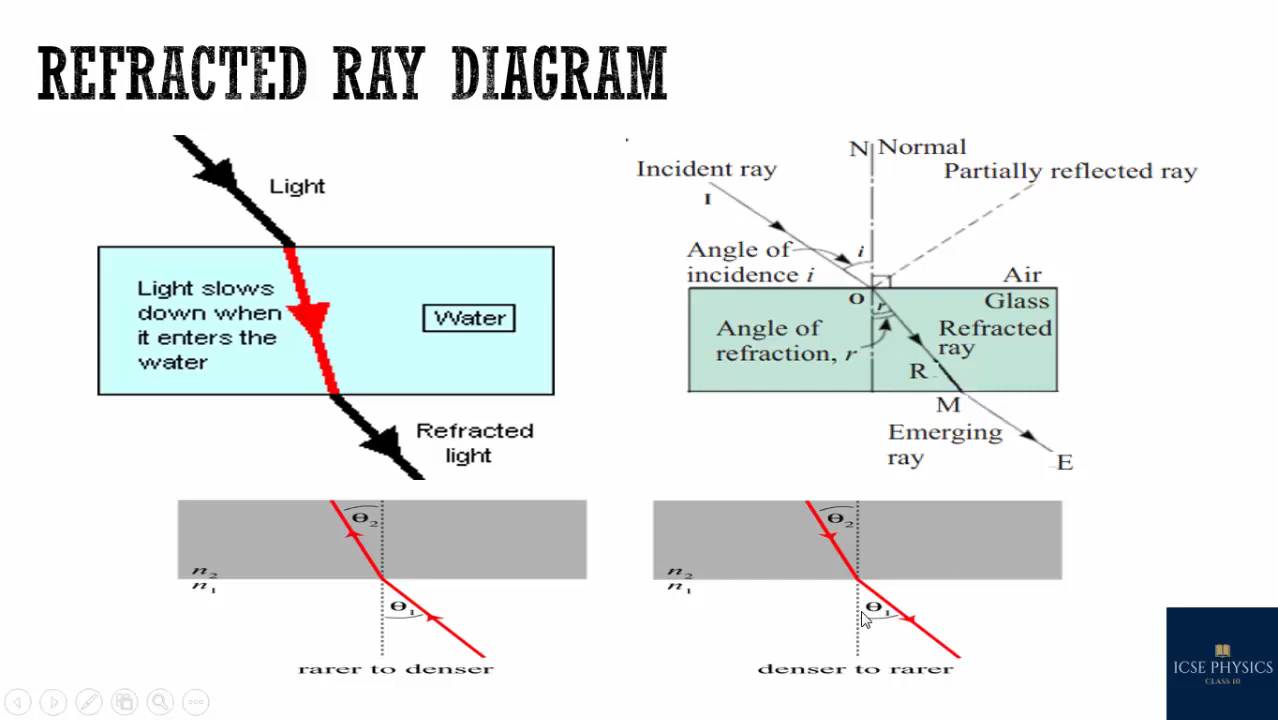 REFRACTED RAY DIAGRAM
Light
Light slows
down when
it enters the
water
Water
Refracted
light
N Normal
Incident ray
Partially reflected ray
I
Angle of
incidence i
i
Air
O
Glass
r
Angle of
refraction, r
Refracted
ray
R
M
Emerging
ray
E
θ₂
n₂
n₁
θ₁
rarer to denser
θ₂
n₂
n₁
θ₁
denser to rarer
ICSE PHYSICS
CLASS 10